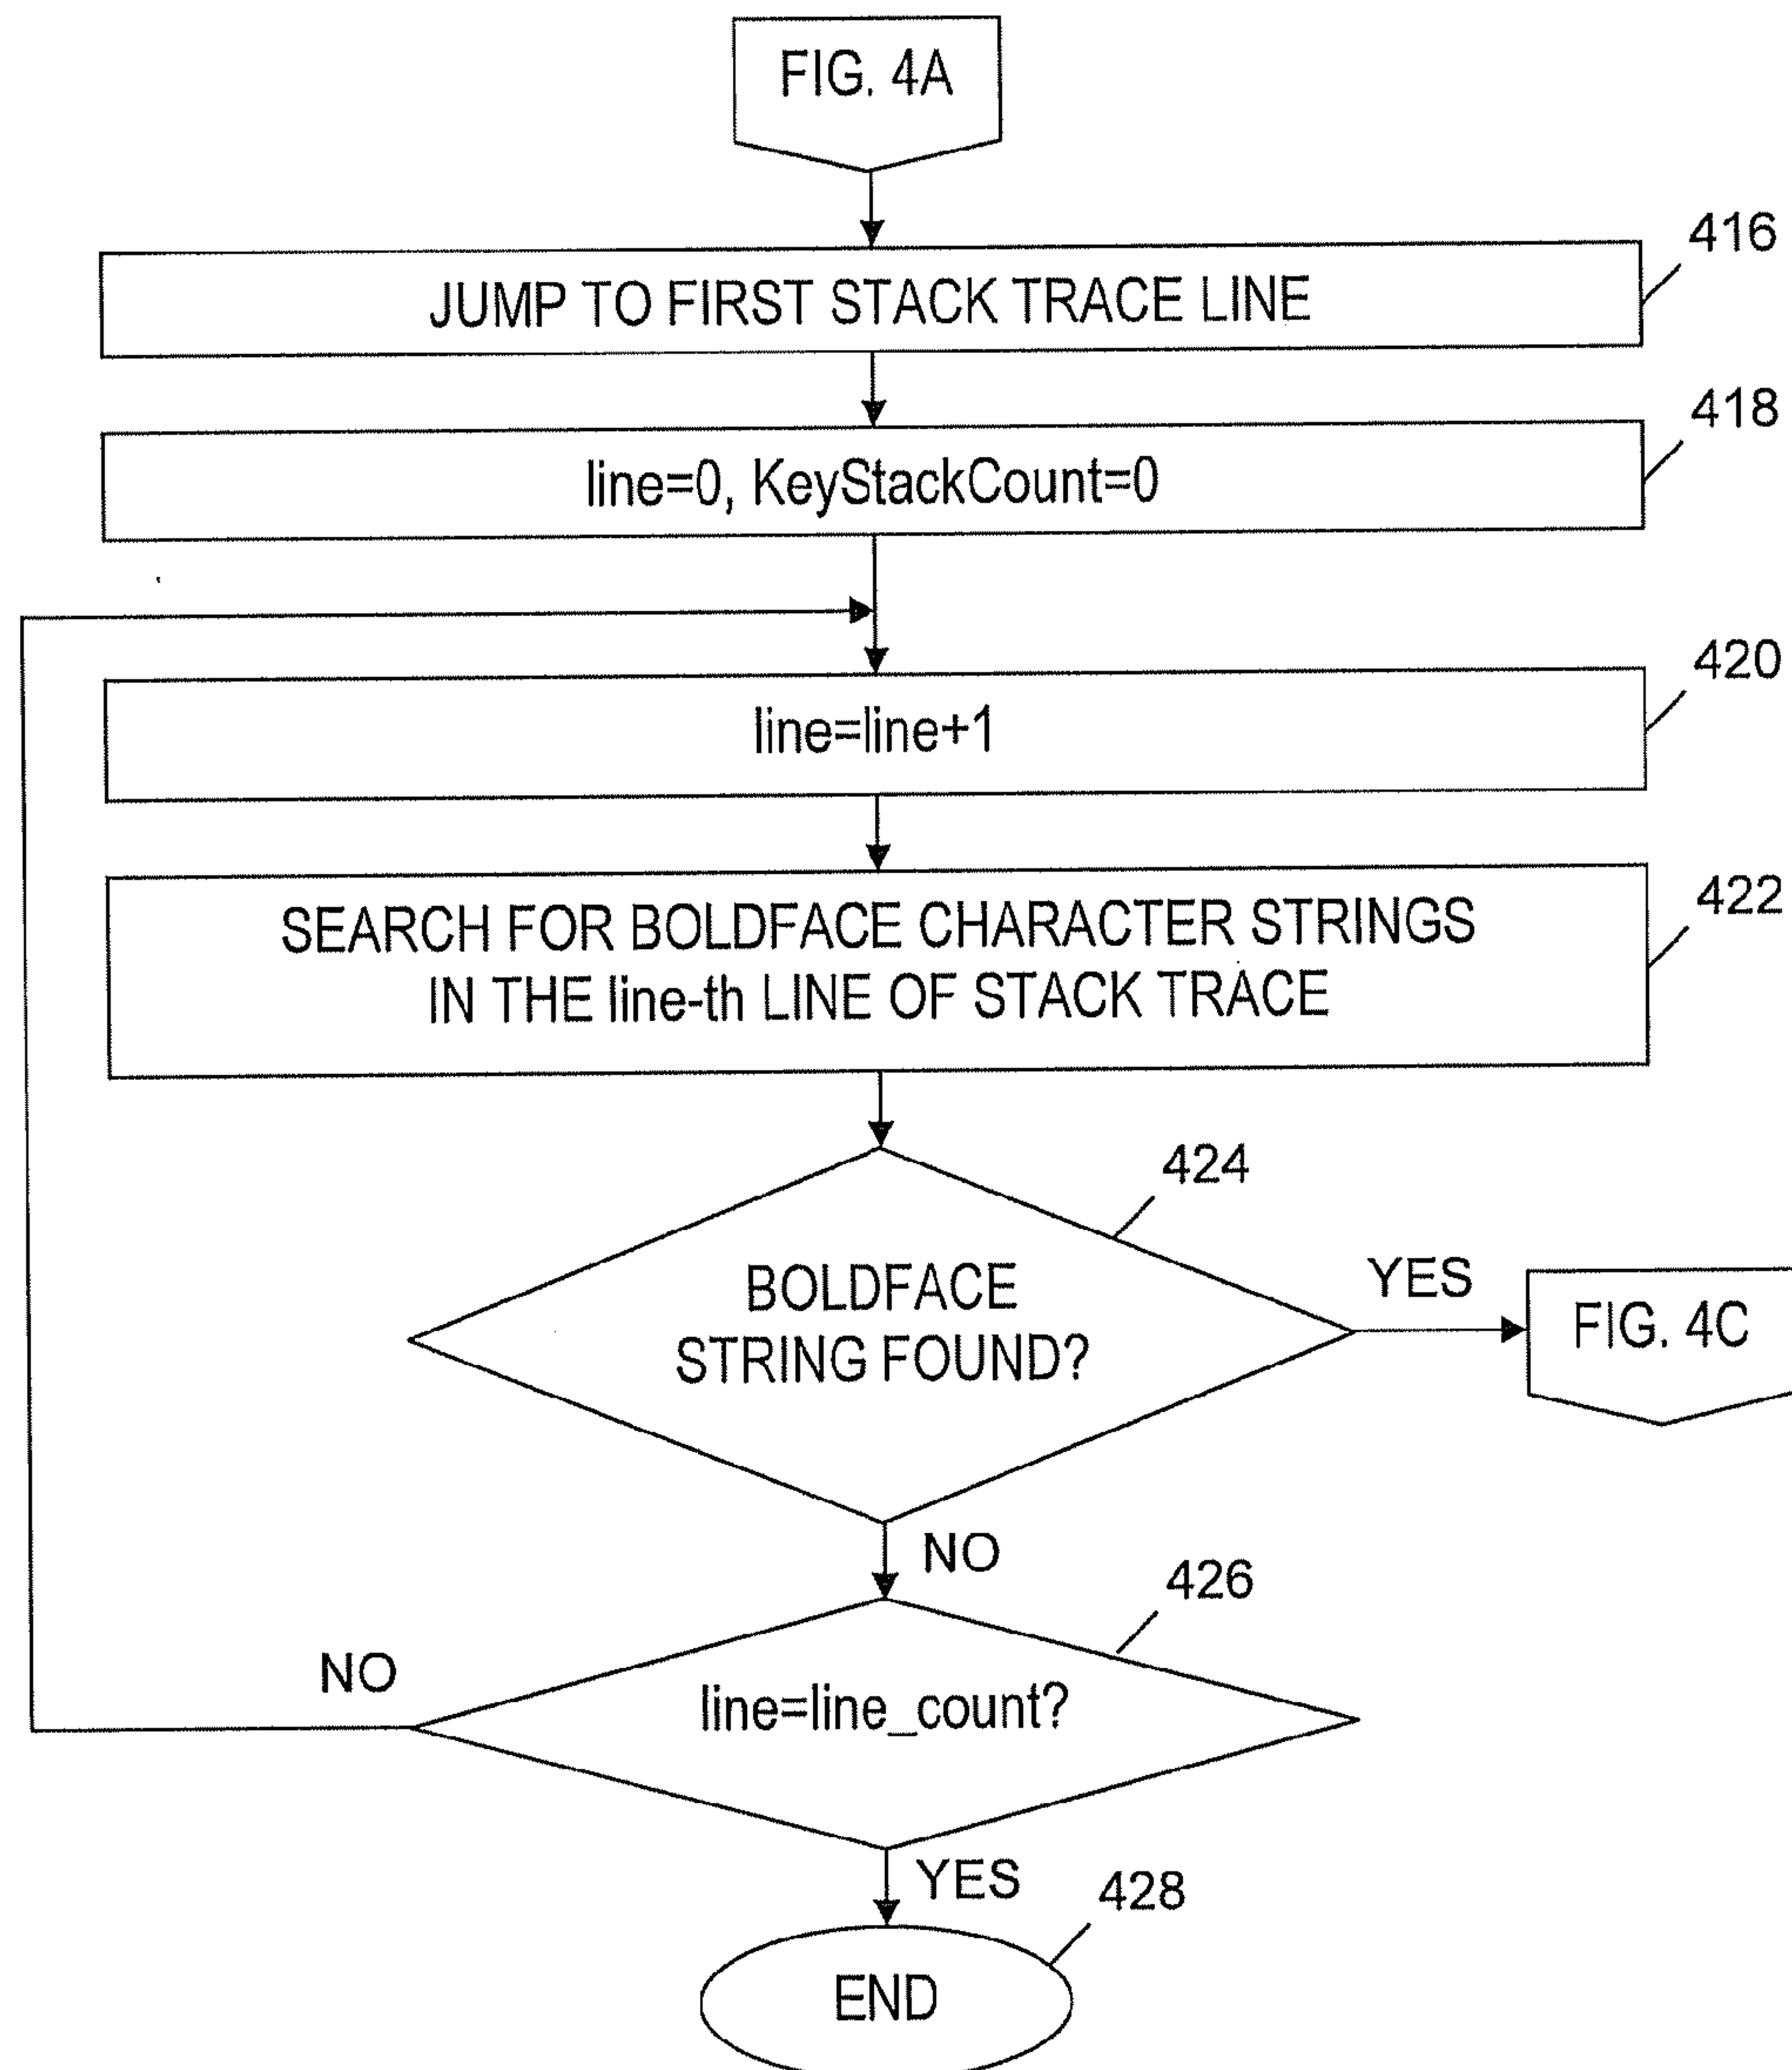 FIG. 4A
416
JUMP TO FIRST STACK TRACE LINE
418
line=0, KeyStackCount=0
420
line=line+1
422
SEARCH FOR BOLDFACE CHARACTER STRINGS
IN THE line-th LINE OF STACK TRACE
424
BOLDFACE
STRING FOUND?
YES
FIG. 4C
NO
426
NO
line=line_count?
YES
428
END